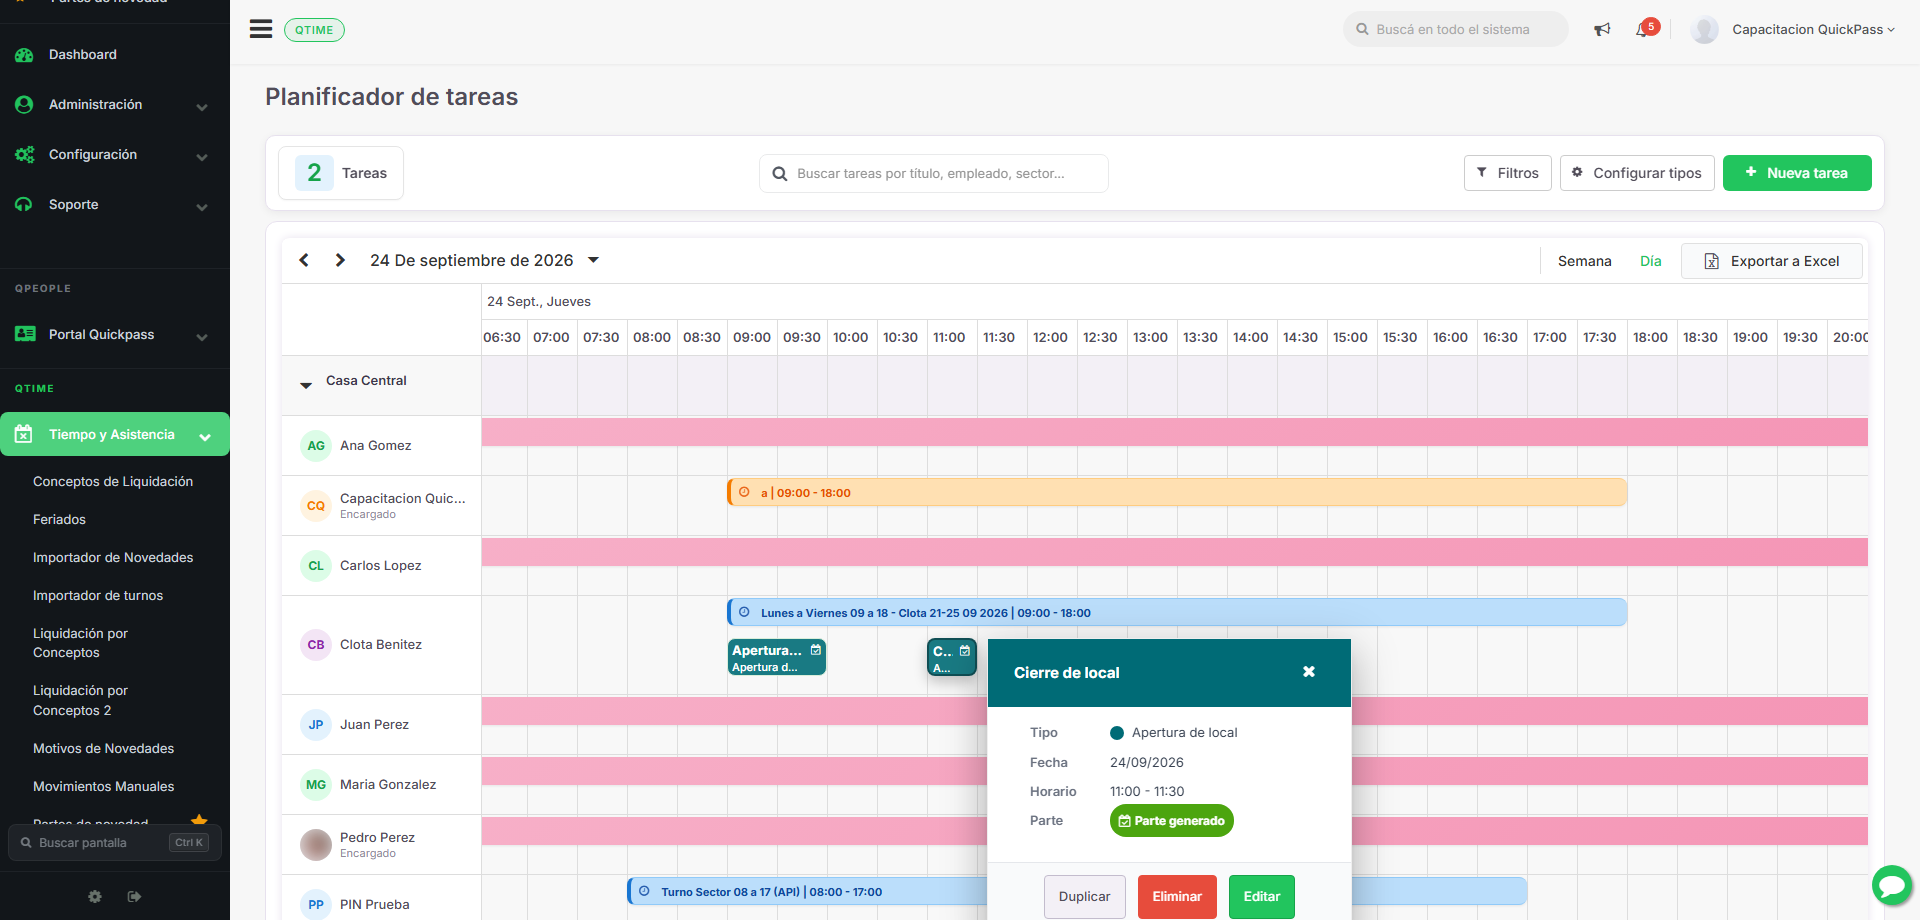 Dashboard
Administración
Configuración
Soporte
QPEOPLE
Portal Quickpass
QTIME
Tiempo y Asistencia
Conceptos de Liquidación
Feriados
Importador de Novedades
Importador de turnos
Liquidación por
Conceptos
Liquidación por
Conceptos 2
Motivos de Novedades
Movimientos Manuales
Buscar pantalla
Ctrl K
QTIME
Buscá en todo el sistema
5
Capacitacion QuickPass
Planificador de tareas
2 Tareas
Buscar tareas por título, empleado, sector...
Filtros
Configurar tipos
+ Nueva tarea
24 De septiembre de 2026
Semana
Día
Exportar a Excel
24 Sept., Jueves
06:30 07:00 07:30 08:00 08:30 09:00 09:30 10:00 10:30 11:00 11:30 12:00 12:30 13:00 13:30 14:00 14:30 15:00 15:30 16:00 16:30 17:00 17:30 18:00 18:30 19:00 19:30 20:00
Casa Central
AG Ana Gomez
CQ Capacitacion Quic...
Encargado
a | 09:00 - 18:00
CL Carlos Lopez
CB Clota Benitez
Lunes a Viernes 09 a 18 - Clota 21-25 09 2026 | 09:00 - 18:00
Apertura...
Apertura d...
C...
A...
JP Juan Perez
MG Maria Gonzalez
Pedro Perez
Encargado
PP PIN Prueba
Turno Sector 08 a 17 (API) | 08:00 - 17:00
Cierre de local
Tipo Apertura de local
Fecha 24/09/2026
Horario 11:00 - 11:30
Parte Parte generado
Duplicar
Eliminar
Editar